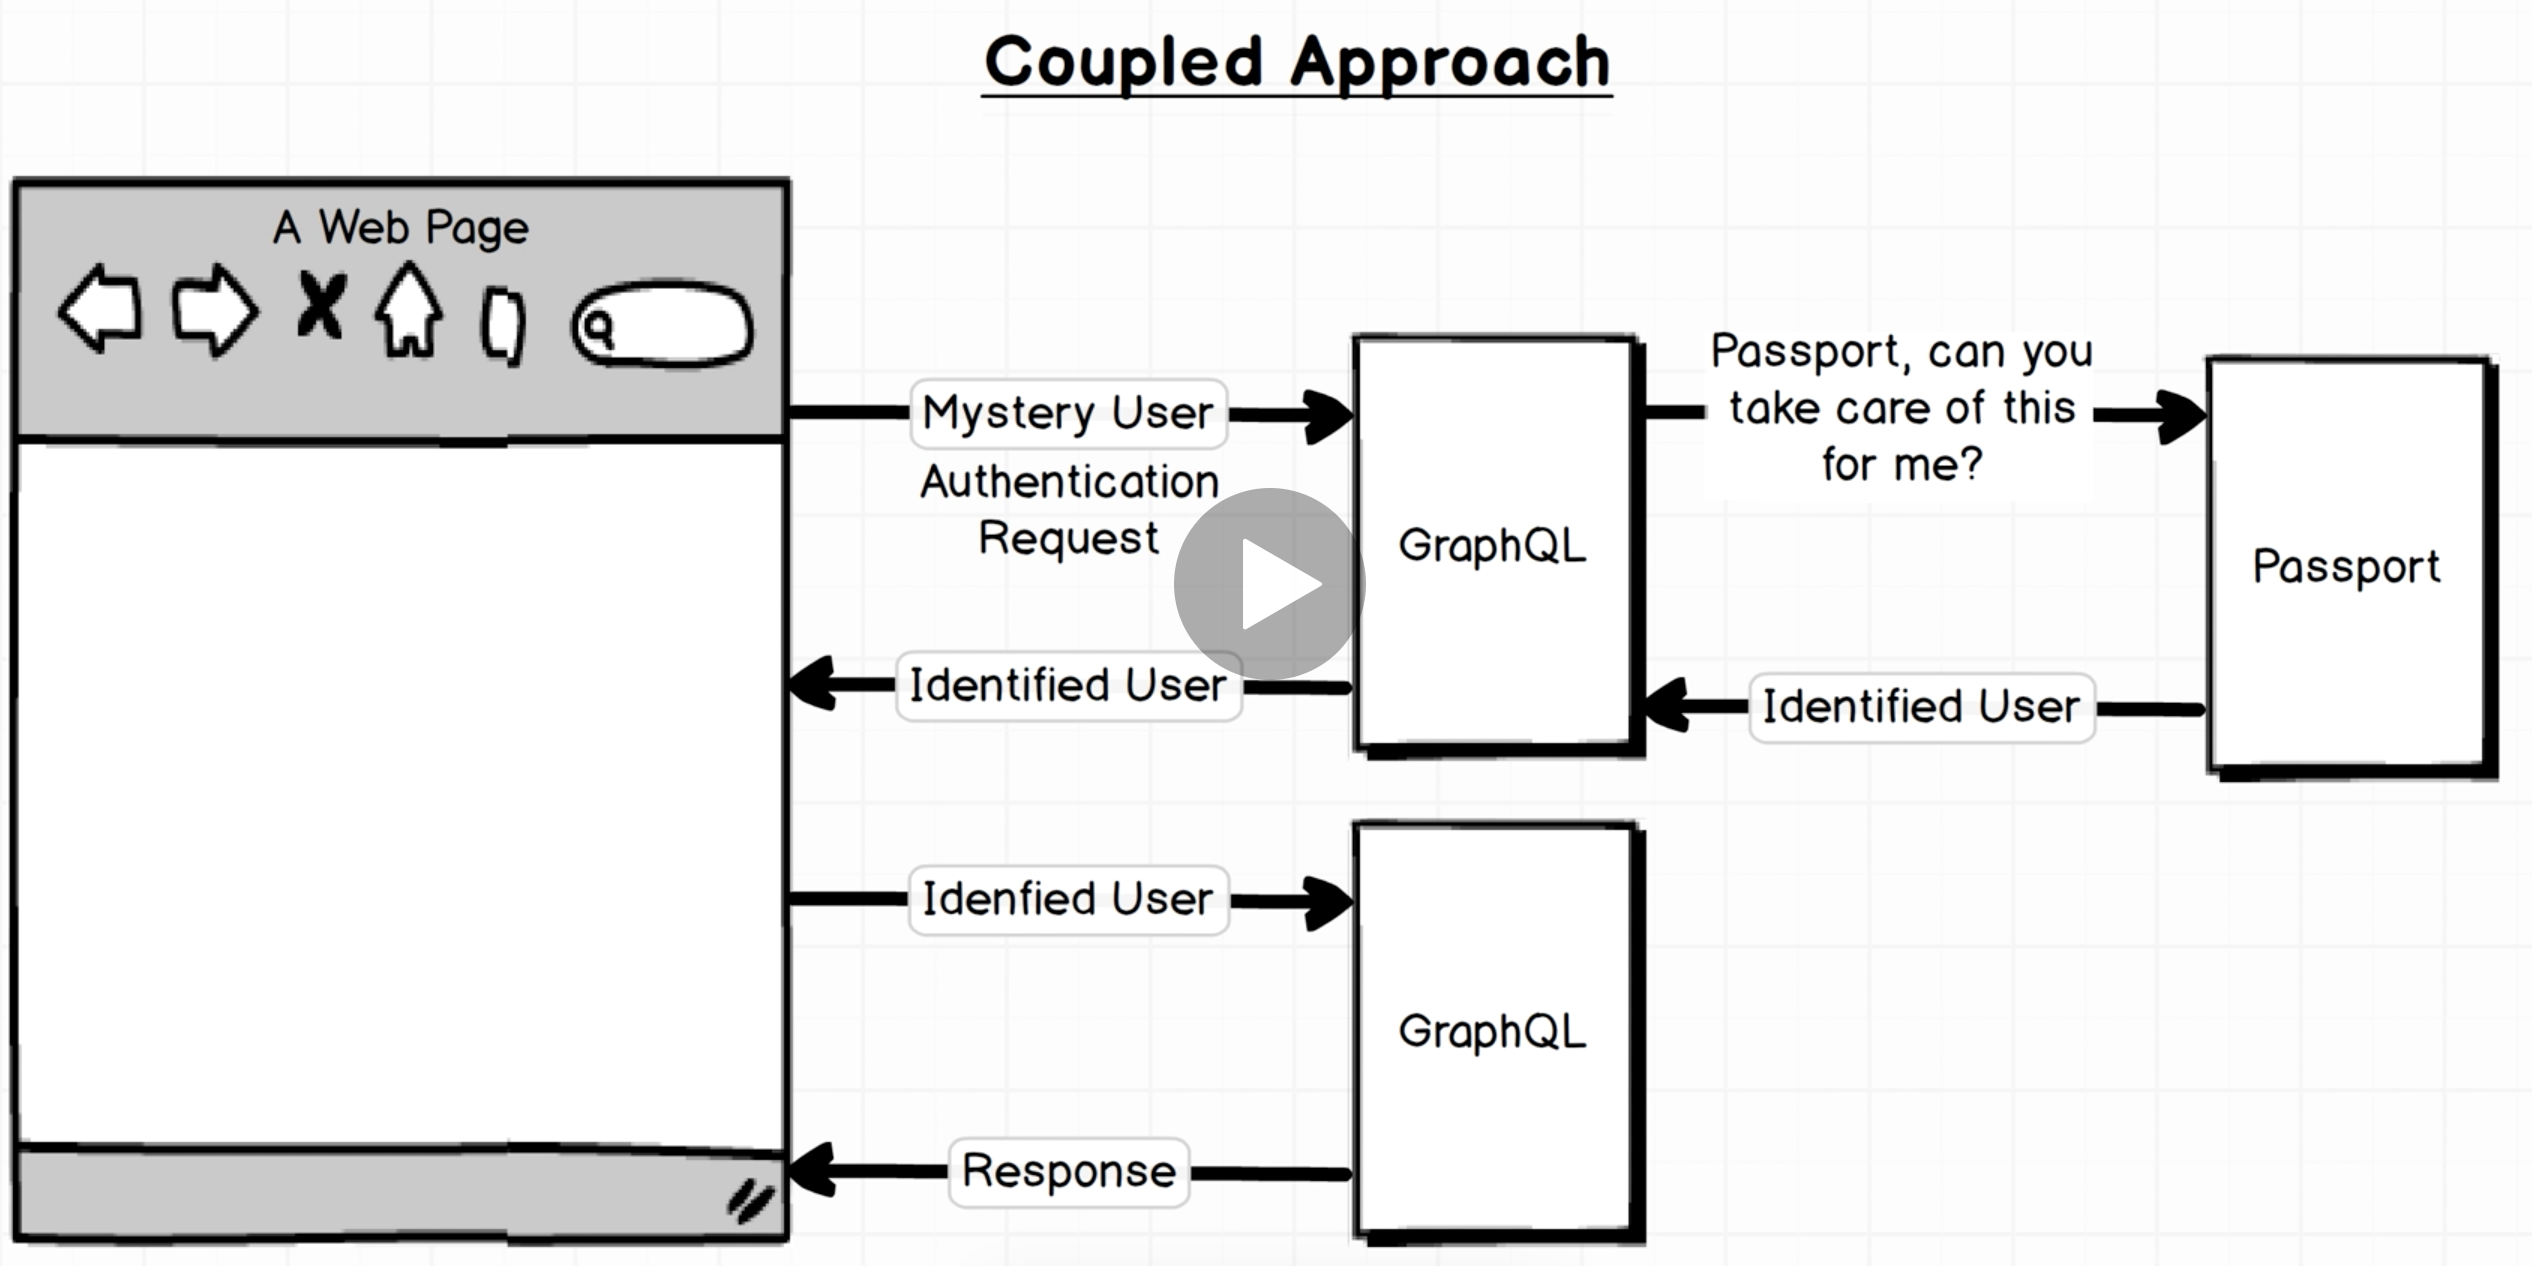 Coupled Approach
A Web Page
Mystery User
Authentication
Request
Passport, can you
take care of this
for me?
GraphQL
Passport
Identified User
Identified User
Idenfied User
GraphQL
Response